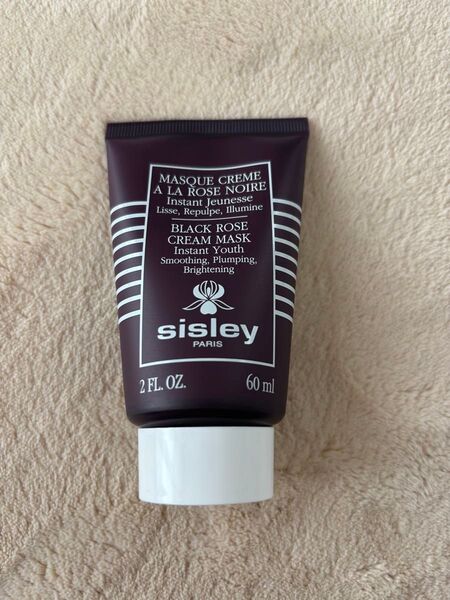 MASQUE CREME
A LA ROSE NOIRE
Instant Jeunesse
Lisse, Repulpe, Illumine
BLACK ROSE
CREAM MASK
Instant Youth
Smoothing, Plumping,
Brightening
sisley
PARIS
2 FL. OZ. 60 ml